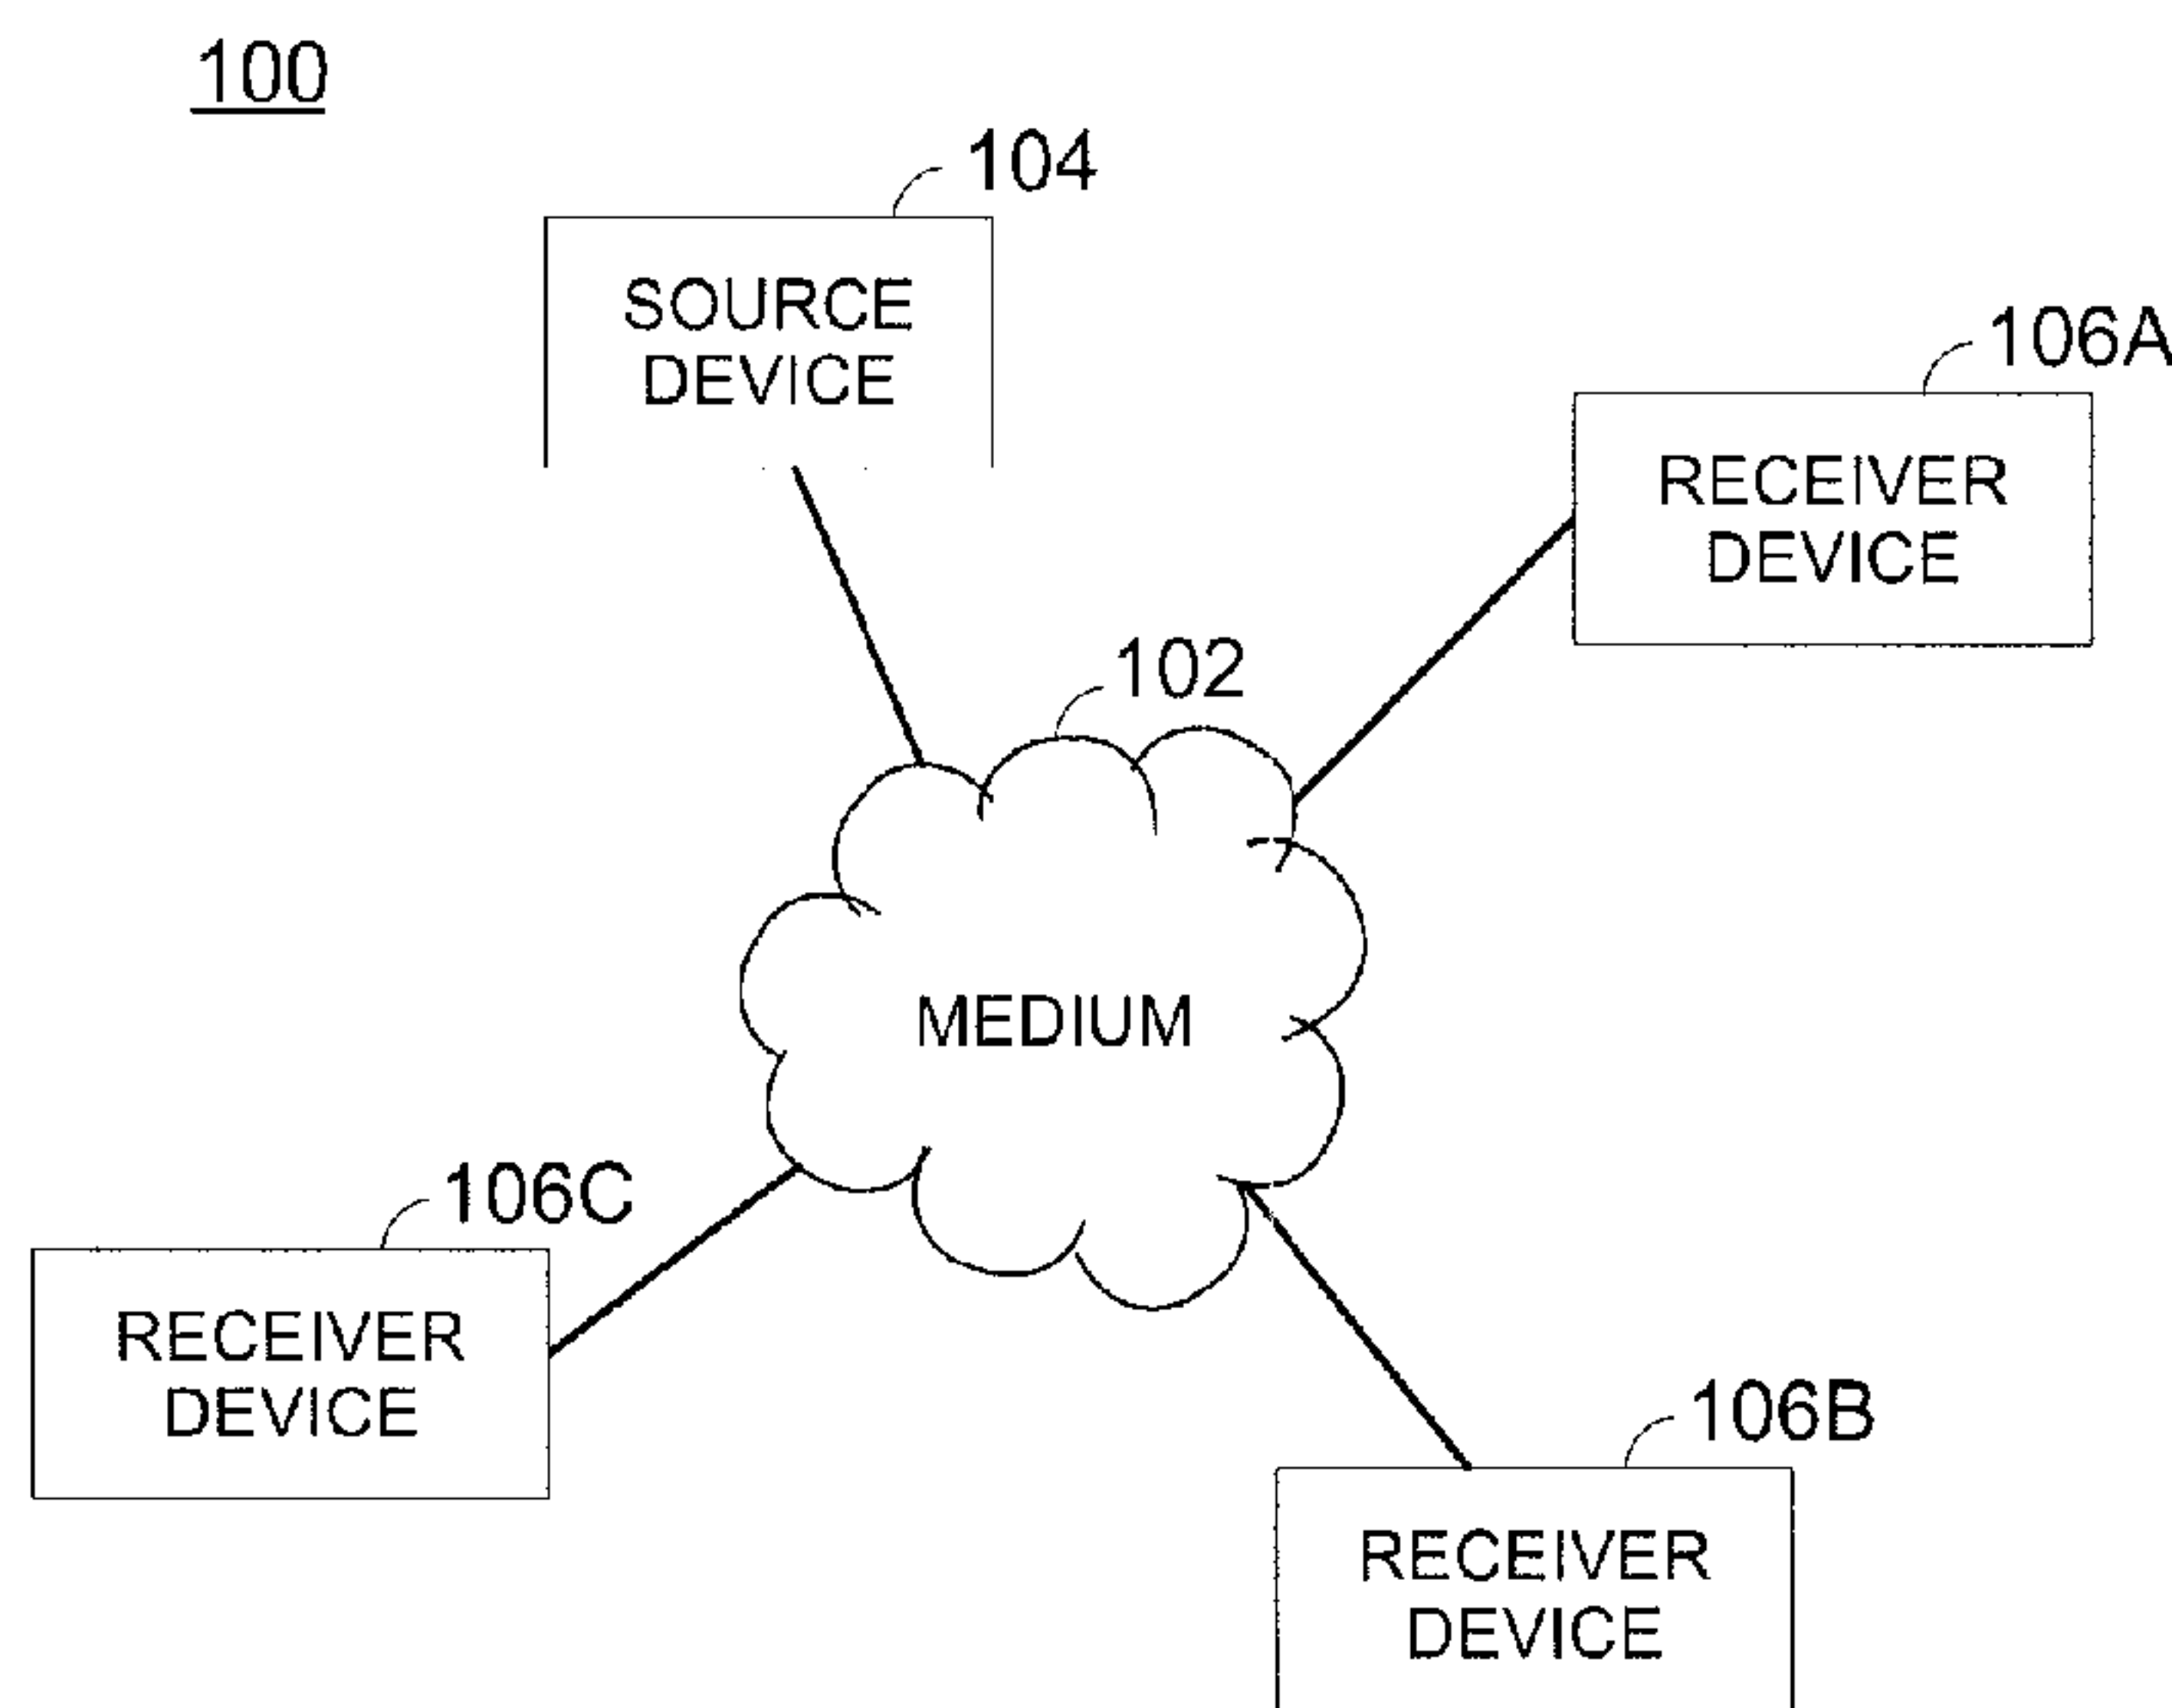 100
104
SOURCE
DEVICE
106A
RECEIVER
DEVICE
102
MEDIUM
106C
RECEIVER
DEVICE
106B
RECEIVER
DEVICE